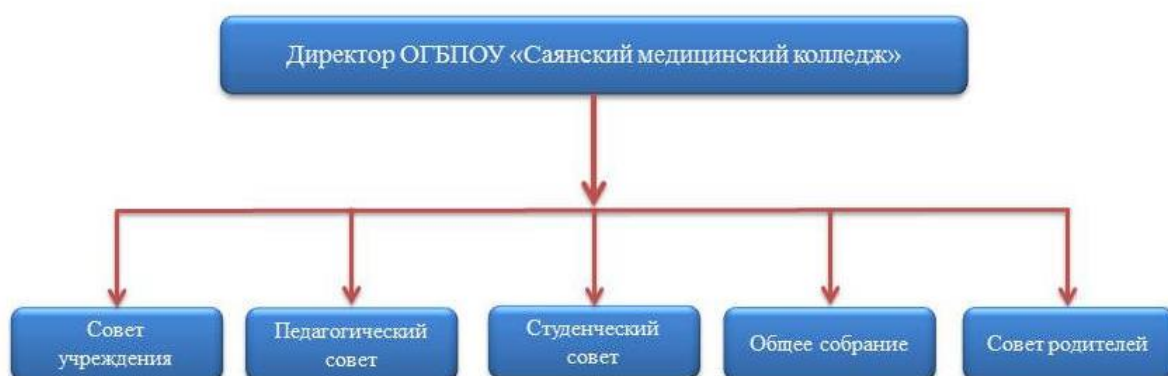 Директор ОГБПОУ «Саянский медицинский колледж»
Совет
учреждения
Педагогический
совет
Студенческий
совет
Общее собрание
Совет родителей